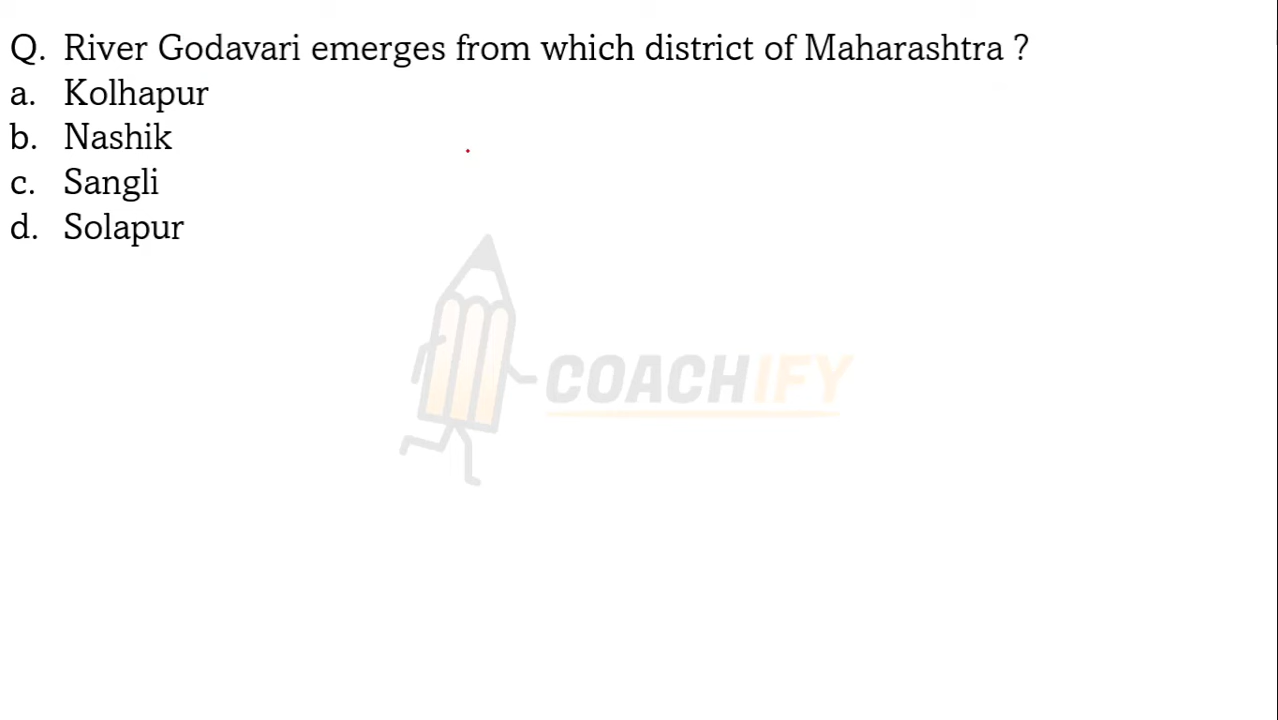 Q. River Godavari emerges from which district of Maharashtra ?
a. Kolhapur
b. Nashik
c. Sangli
d. Solapur
COACHIFY